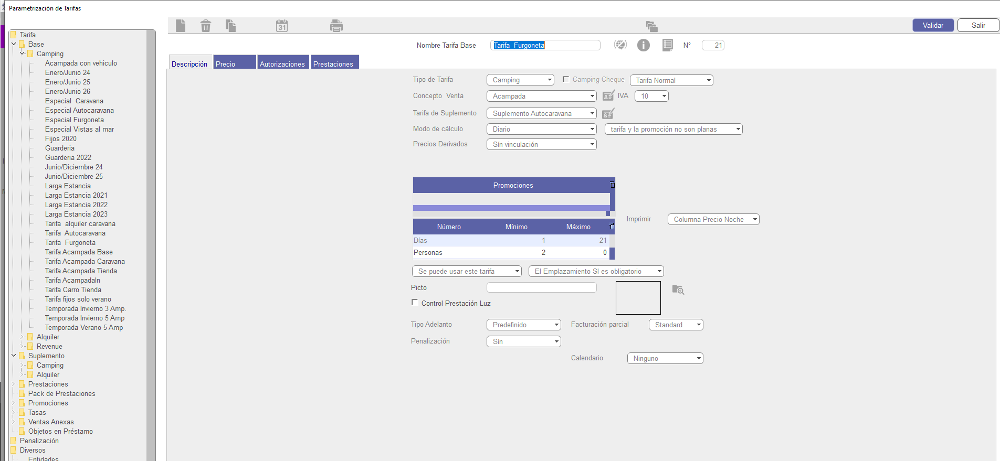 Parametrización de Tarifas
Validar
Salir
31
Nombre Tarifa Base
Tarifa  Furgoneta
N°
21
Descripción
Precio
Autorizaciones
Prestaciones
Tarifa
Base
Camping
Acampada con vehiculo
Enero/Junio 24
Enero/Junio 25
Enero/Junio 26
Especial  Caravana
Especial Autocaravana
Especial Furgoneta
Especial Vistas al mar
Fijos 2020
Guarderia
Guarderia 2022
Junio/Diciembre 24
Junio/Diciembre 25
Larga Estancia
Larga Estancia 2021
Larga Estancia 2022
Larga Estancia 2023
Tarifa  alquiler caravana
Tarifa  Autocaravana
Tarifa  Furgoneta
Tarifa Acampada Base
Tarifa Acampada Caravana
Tarifa Acampada Tienda
Tarifa AcampadaIn
Tarifa Carro Tienda
Tarifa fijos solo verano
Temporada Invierno 3 Amp.
Temporada Invierno 5 Amp
Temporada Verano 5 Amp
Alquiler
Revenue
Suplemento
Camping
Alquiler
Prestaciones
Pack de Prestaciones
Promociones
Tasas
Ventas Anexas
Objetos en Préstamo
Penalización
Diversos
Entidades
Tipo de Tarifa
Camping
Camping Cheque
Tarifa Normal
Concepto  Venta
Acampada
IVA
10
Tarifa de Suplemento
Suplemento Autocaravana
Modo de cálculo
Diario
tarifa y la promoción no son planas
Precios Derivados
Sín vinculación
Promociones
Número Mínimo Máximo
Días 1 21
Personas 2 0
Imprimir
Columna Precio Noche
Se puede usar este tarifa
El Emplazamiento SI es obligatorio
Picto
Control Prestación Luz
Tipo Adelanto
Predefinido
Facturación parcial
Standard
Penalización
Sín
Calendario
Ninguno